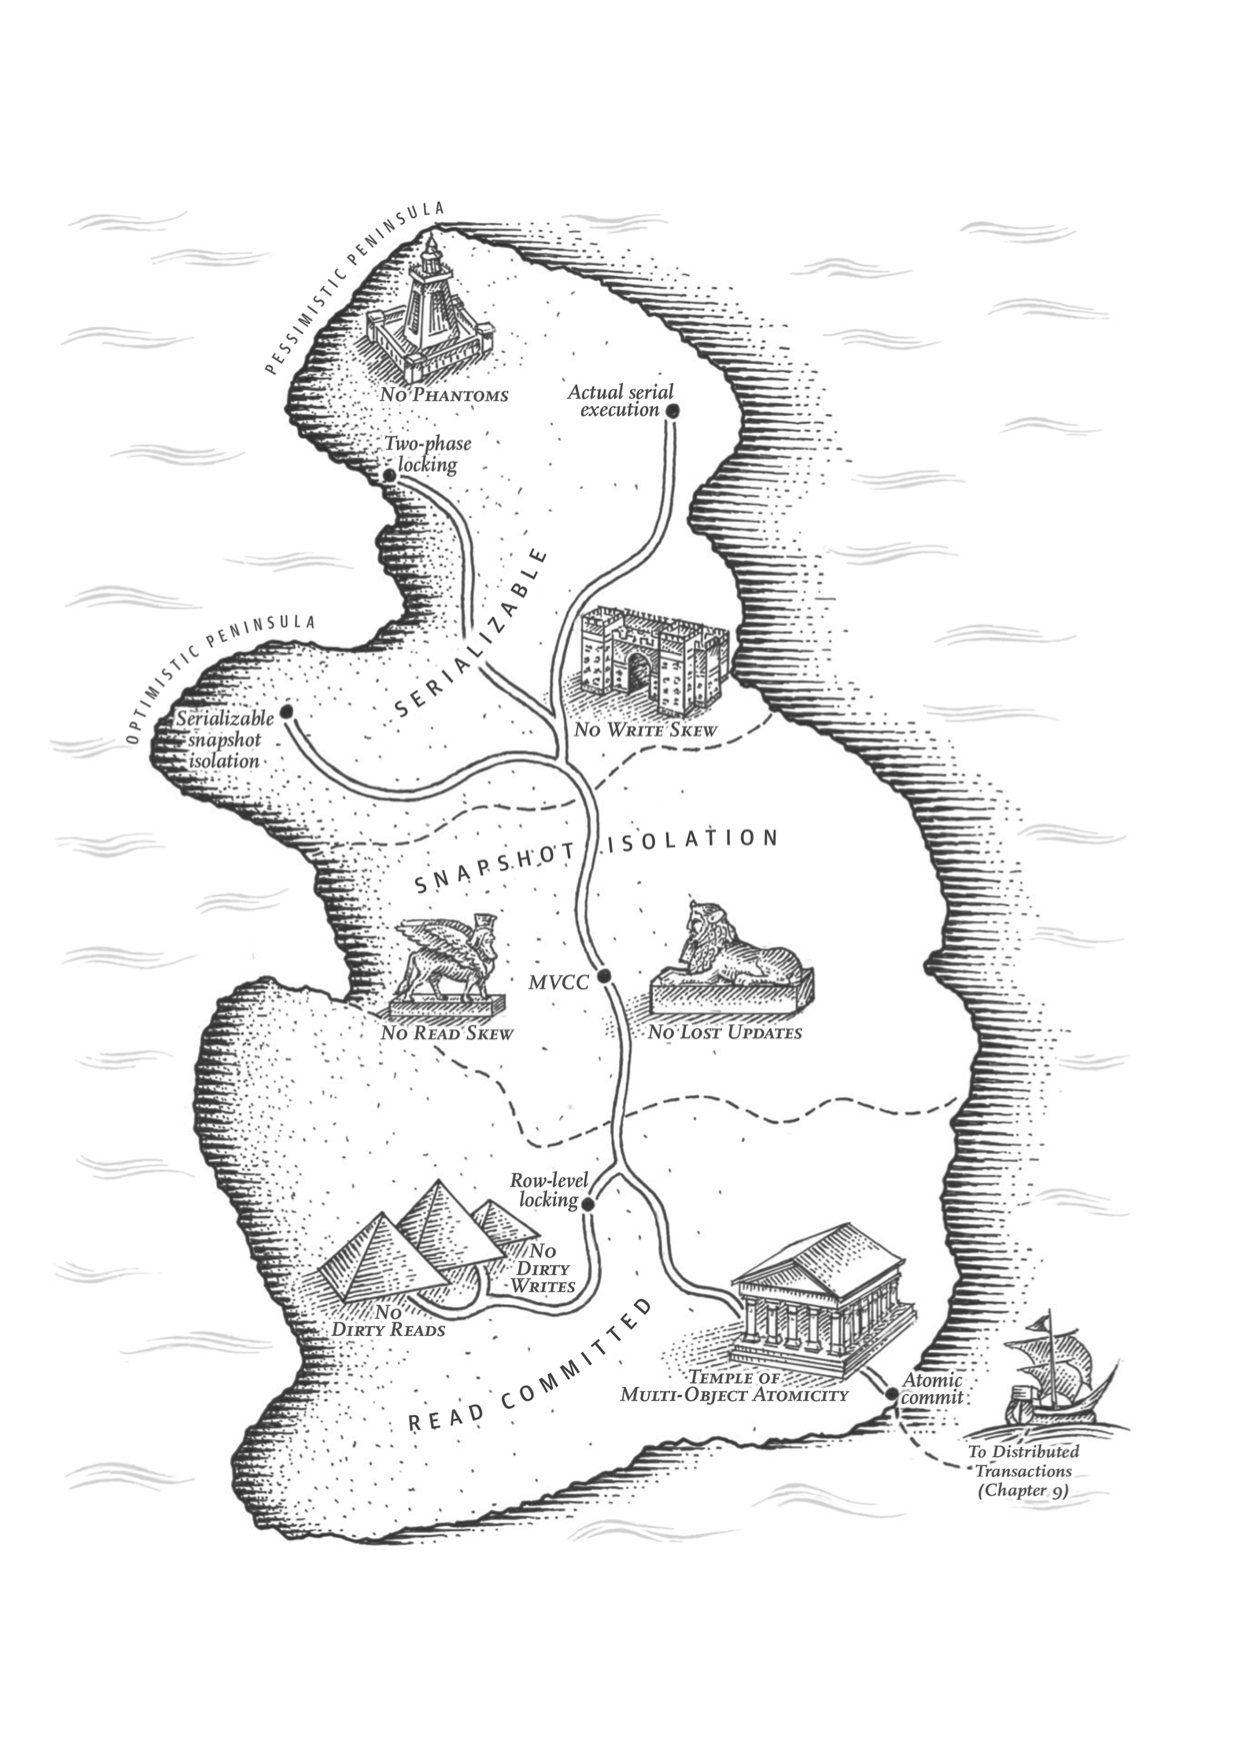 PESSIMISTIC PENINSULA
No Phantoms
Actual serial
execution
Two-phase
locking
SERIALIZABLE
OPTIMISTIC PENINSULA
Serializable
snapshot
isolation
No Write Skew
SNAPSHOT ISOLATION
MVCC
No Read Skew
No Lost Updates
Row-level
locking
No
Dirty
Writes
No
Dirty Reads
READ COMMITTED
Temple of
Multi-Object Atomicity
Atomic
commit
To Distributed
Transactions
(Chapter 9)